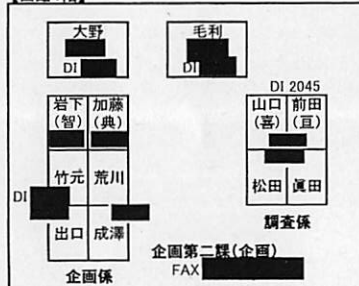 大野
毛利
DI
DI
DI 2045
岩下 加藤
(智) (典)
山口 前田
(喜) (亘)
竹元 荒川
DI
松田 眞田
出口 成澤
調査係
企画第二課(企画)
FAX
企画係